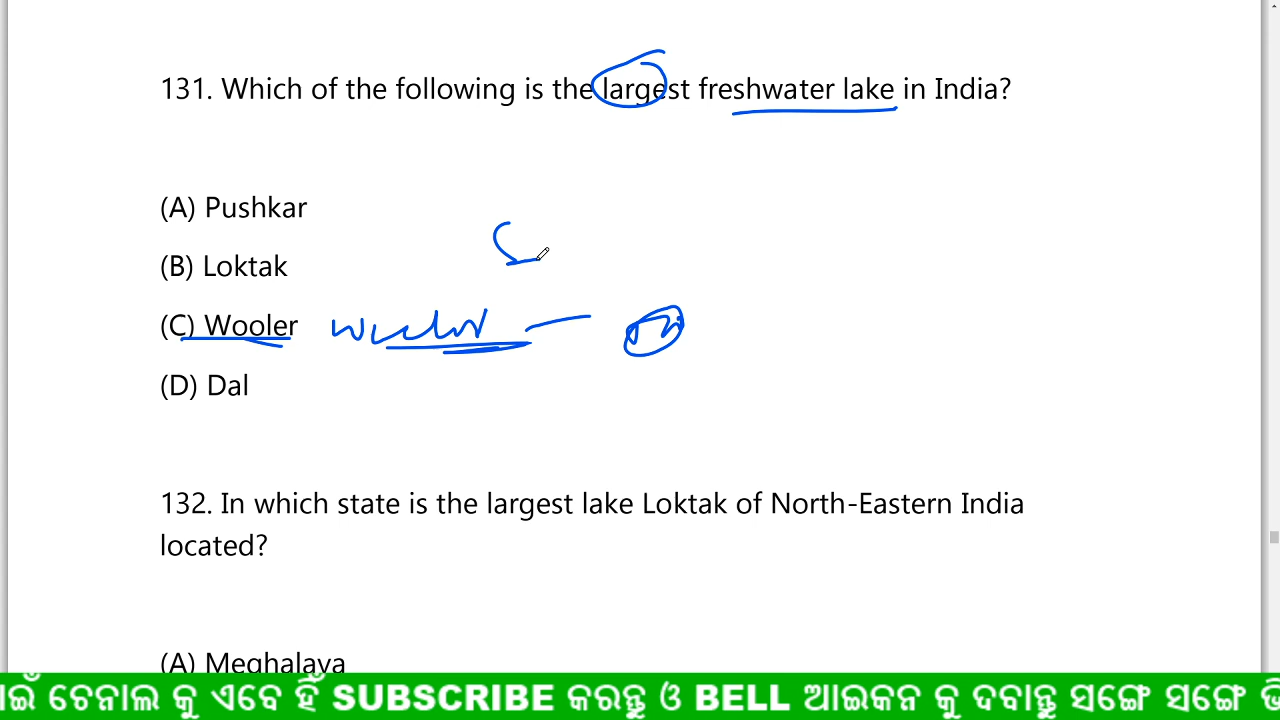 131. Which of the following is the largest freshwater lake in India?
(A) Pushkar
(B) Loktak
(C) Wooler
(D) Dal
132. In which state is the largest lake Loktak of North-Eastern India
located?
(A) Meghalaya
ଚେନାଲ କୁ ଏବେ ହିଁ SUBSCRIBE କରନ୍ତୁ ଓ BELL ଆଇକନ କୁ ଦବାନ୍ତୁ ସଙ୍ଗେ ସଙ୍ଗେ